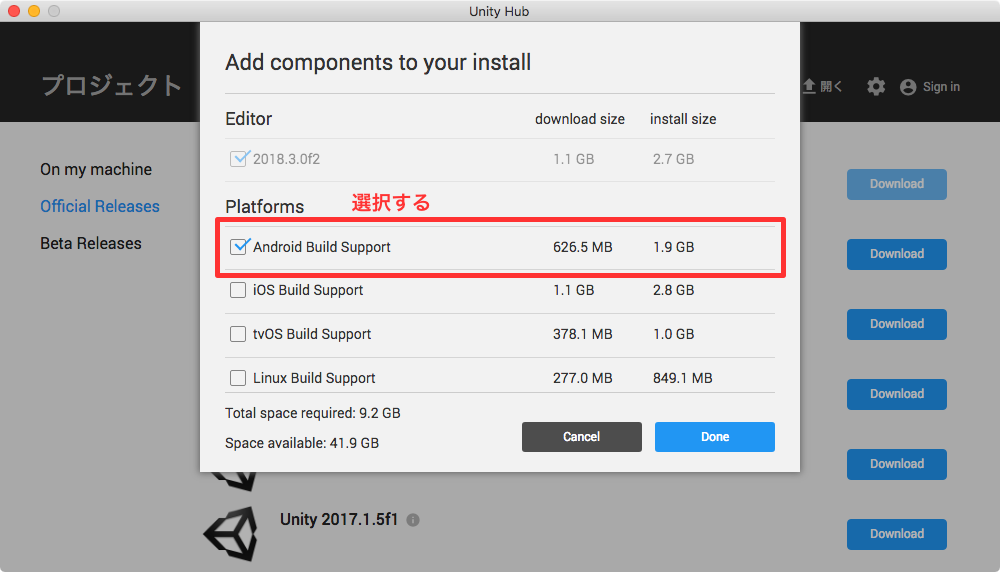 Unity Hub
プロジェクト
開く
Sign in
On my machine
Official Releases
Beta Releases
Add components to your install
Editor download size install size
2018.3.0f2 1.1 GB 2.7 GB
Platforms 選択する
Android Build Support 626.5 MB 1.9 GB
iOS Build Support 1.1 GB 2.8 GB
tvOS Build Support 378.1 MB 1.0 GB
Linux Build Support 277.0 MB 849.1 MB
Total space required: 9.2 GB
Space available: 41.9 GB
Cancel Done
Download
Download
Download
Download
Download
Unity 2017.1.5f1
Download